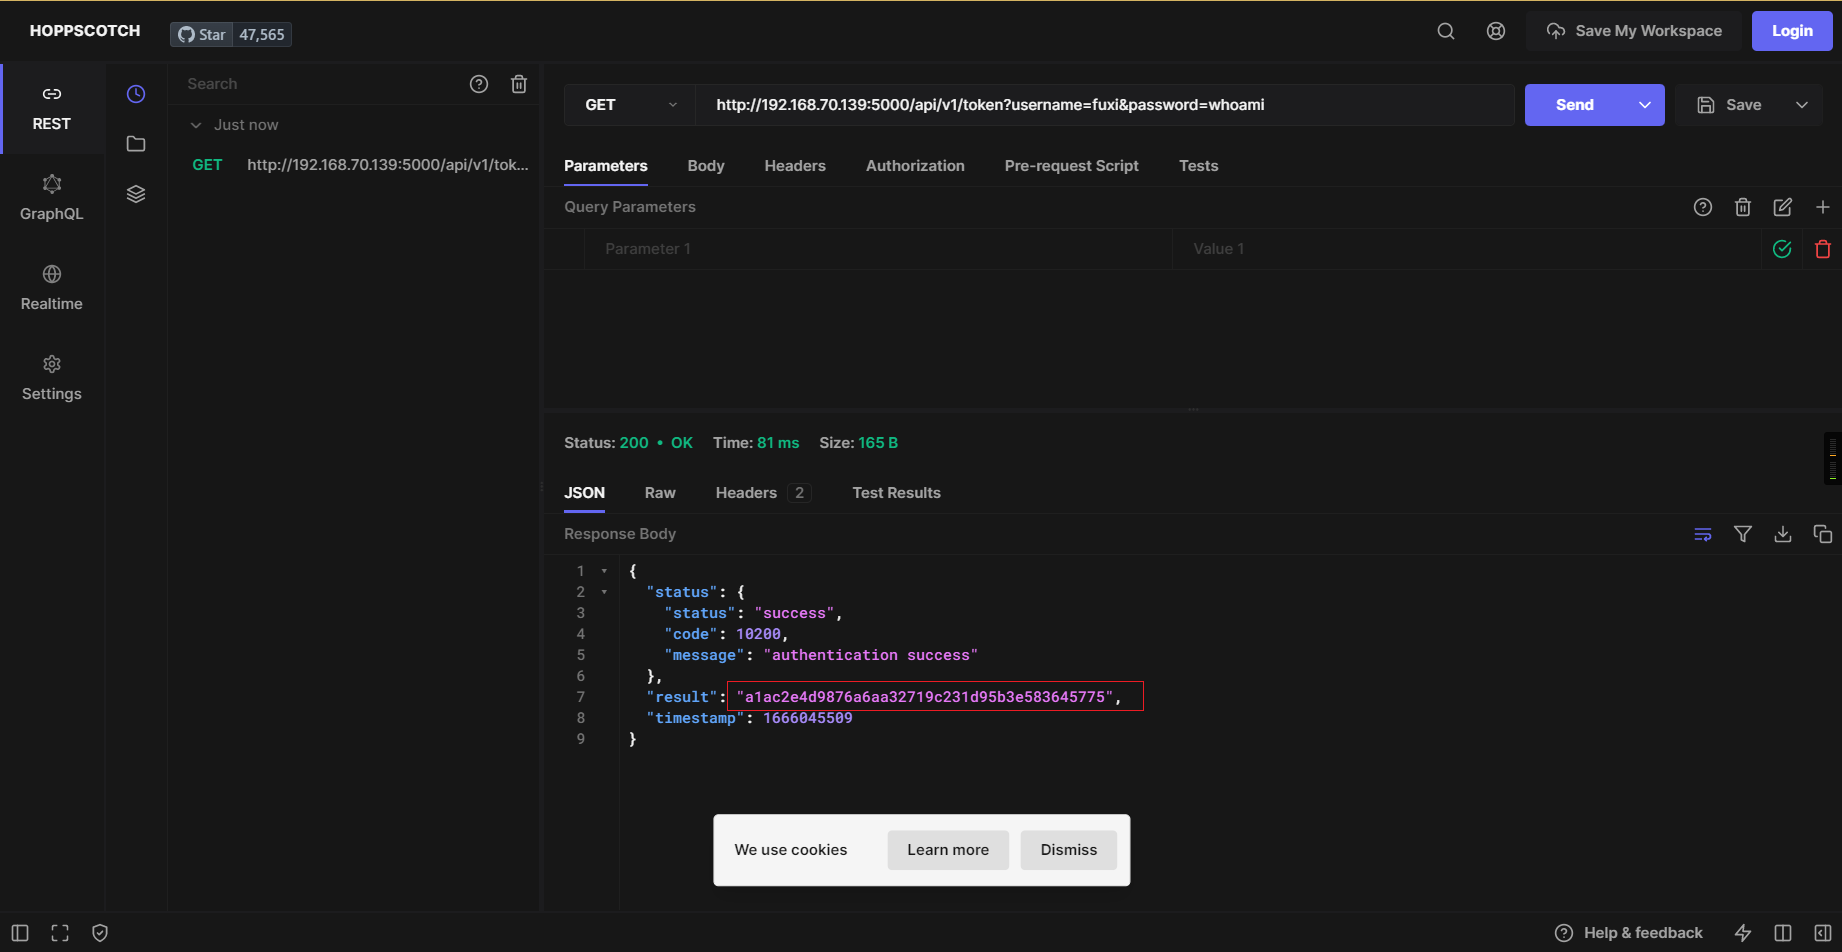 HOPPSCOTCH
Star 47,565
Save My Workspace
Login
REST
GraphQL
Realtime
Settings
Search
Just now
GET http://192.168.70.139:5000/api/v1/tok...
GET http://192.168.70.139:5000/api/v1/token?username=fuxi&password=whoami
Send
Save
Parameters Body Headers Authorization Pre-request Script Tests
Query Parameters
Parameter 1 Value 1
Status: 200 • OK Time: 81 ms Size: 165 B
JSON Raw Headers 2 Test Results
Response Body
1 {
2 "status": {
3 "status": "success",
4 "code": 10200,
5 "message": "authentication success"
6 },
7 "result": "a1ac2e4d9876a6aa32719c231d95b3e583645775",
8 "timestamp": 1666045509
9 }
We use cookies Learn more Dismiss
Help & feedback